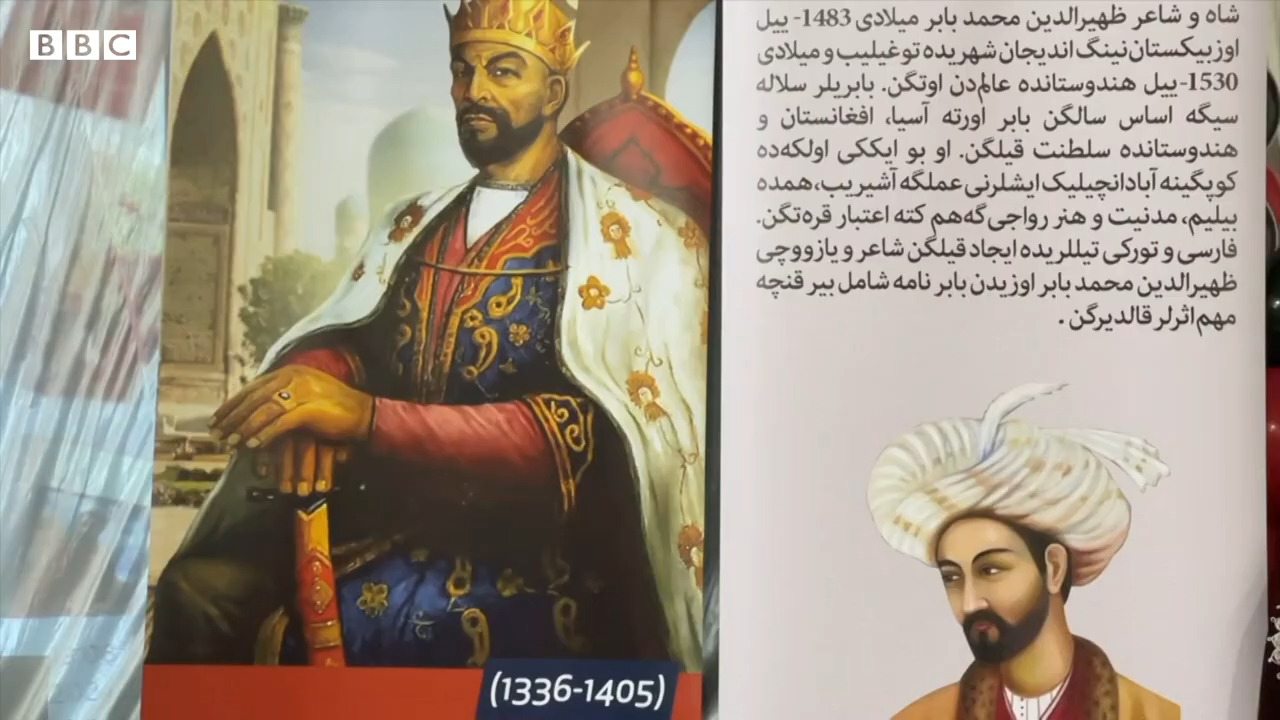 BBC
شاه و شاعر ظهیرالدین محمد بابر میلادی 1483- ییل
اوزبیکستان نینگ اندیجان شهریده توغیلیب و میلادی
1530-ییل هندوستانده عالمدن اوتگن. بابریلر سلاله
سیگه اساس سالگن بابر اورته آسیا، افغانستان و
هندوستانده سلطنت قیلگن. او بو ایککی اولکه‌ده
کوپگینه آبادانچیلیک ایشلرنی عملگه آشیریب، همده
بیلیم، مدنیت و هنر رواجی گه هم کته اعتبار قره‌تگن.
فارسی و تورکی تیللریده ایجاد قیلگن شاعر و یازووچی
ظهیرالدین محمد بابر اوزیدن بابر نامه شامل بیر قنچه
مهم اثرلر قالدیرگن .
(1336-1405)